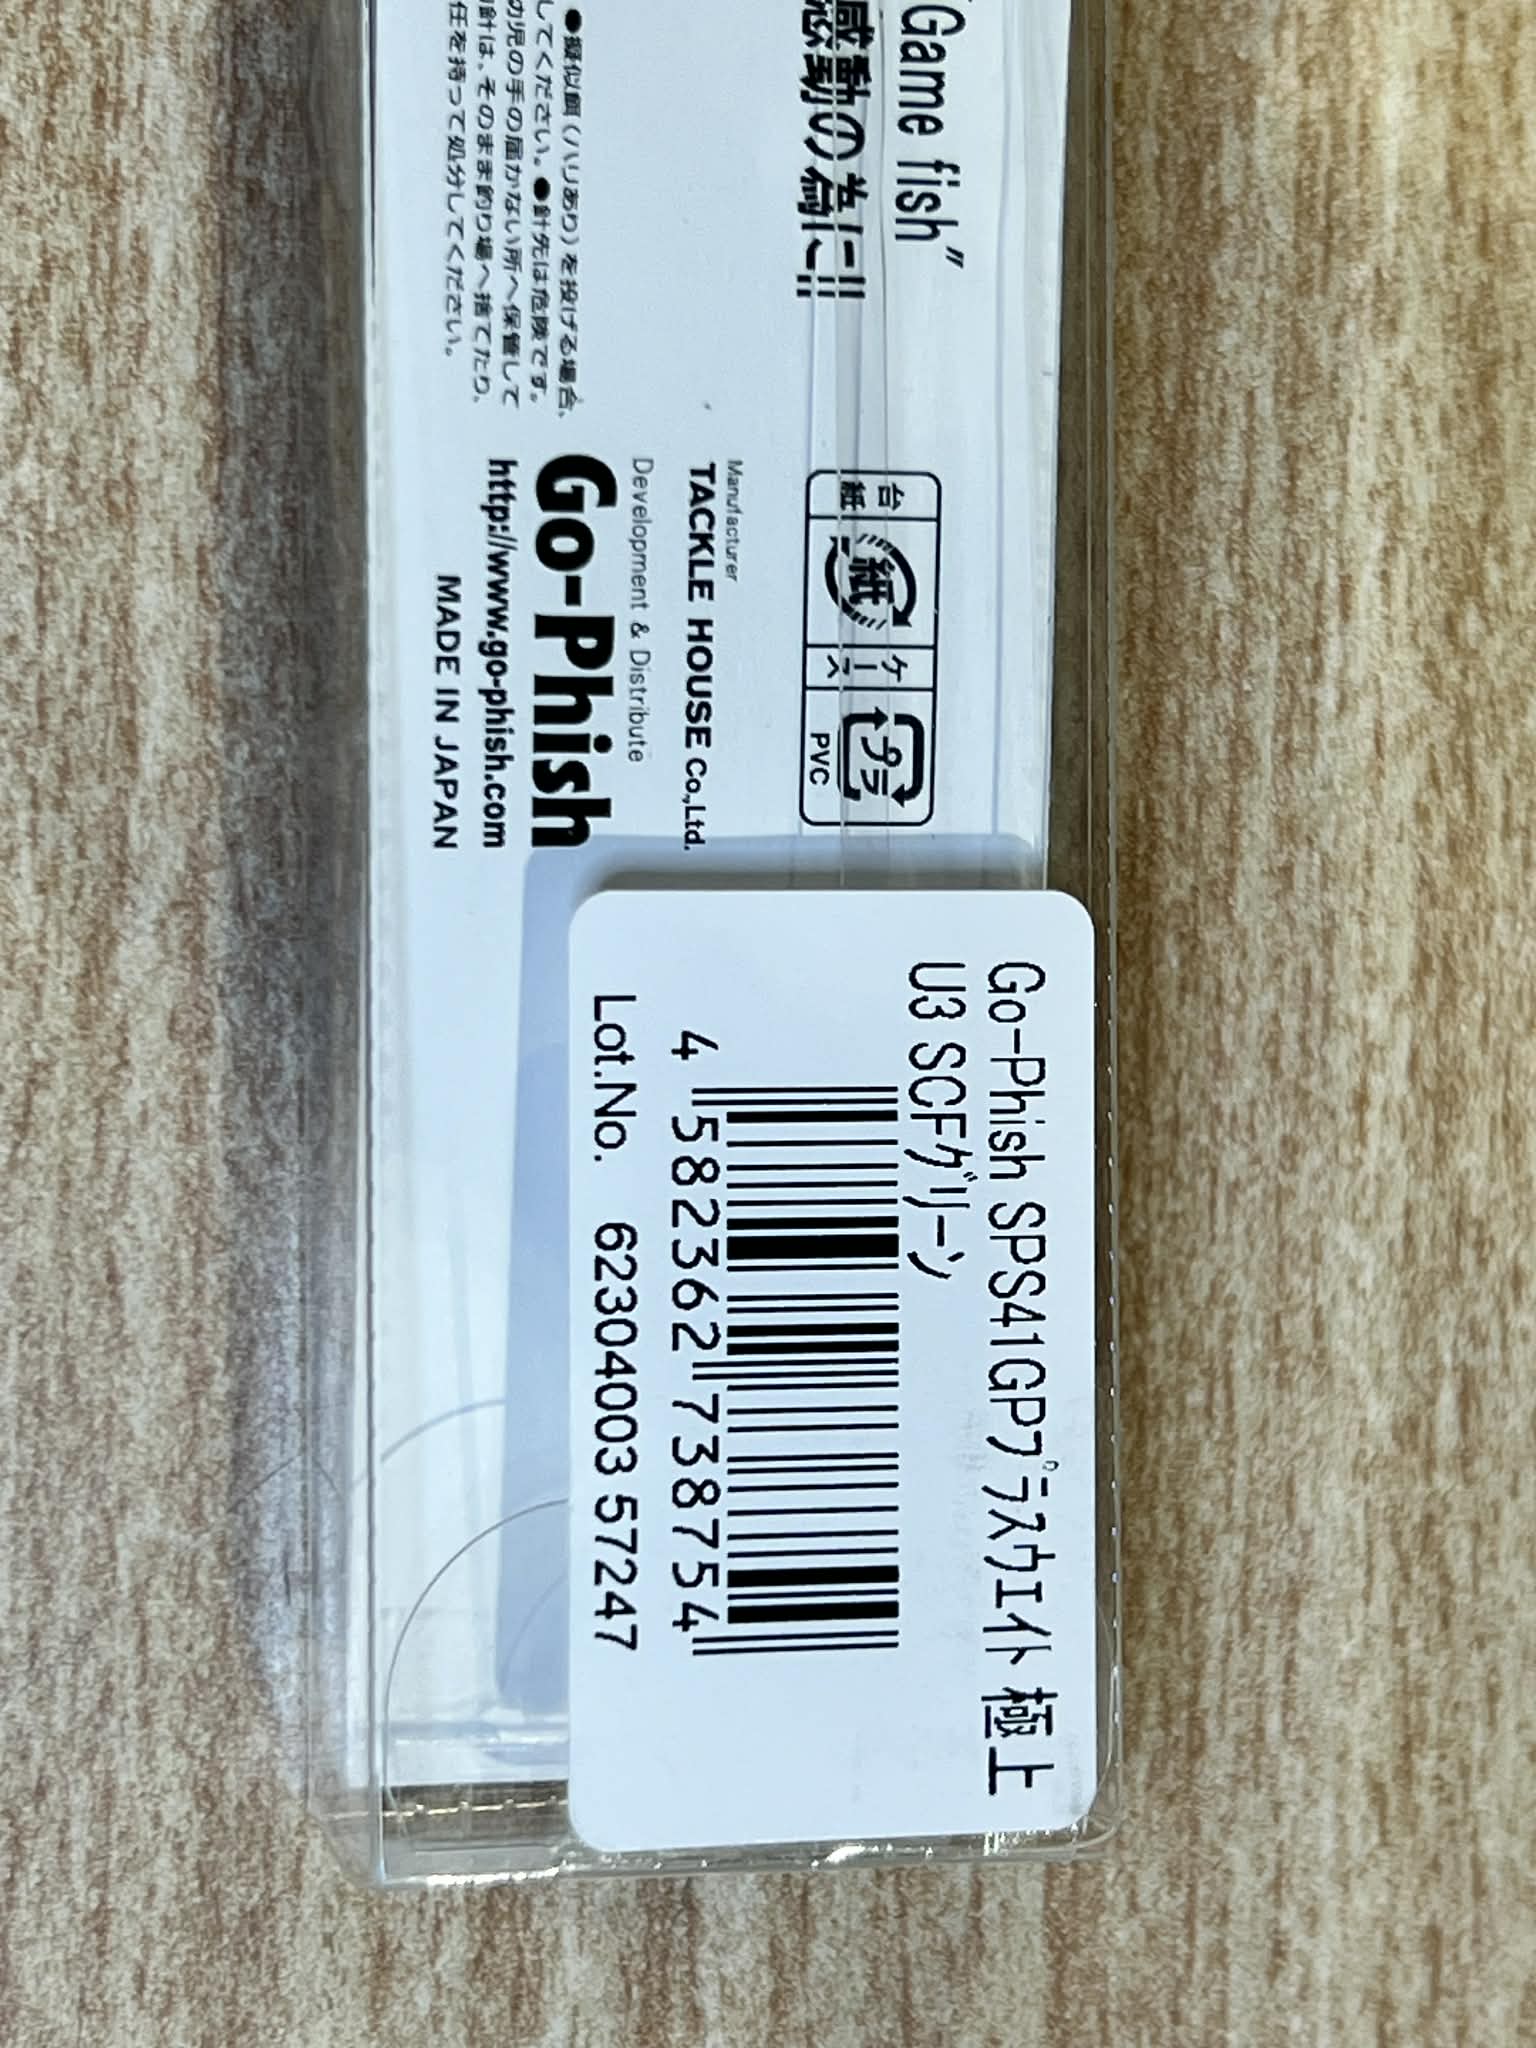 "Game fish"
感動の為に!!
台紙
紙
ケース
プラ
PVC
Manufacturer
TACKLE HOUSE Co.,Ltd.
Development & Distribute
Go-Phish
http://www.go-phish.com
MADE IN JAPAN
●擬似餌（ハリあり）を投げる場合、
してください。●針先は危険です。
幼児の手の届かない所へ保管して
針は、そのまま釣り場へ捨てたり、
任を持って処分してください。
Go-Phish SPS41GPﾌﾟﾗｽｳｴｲﾄ 極上
U3 SCFｸﾞﾘｰﾝ
4 582362 738754
Lot.No. 62304003 57247